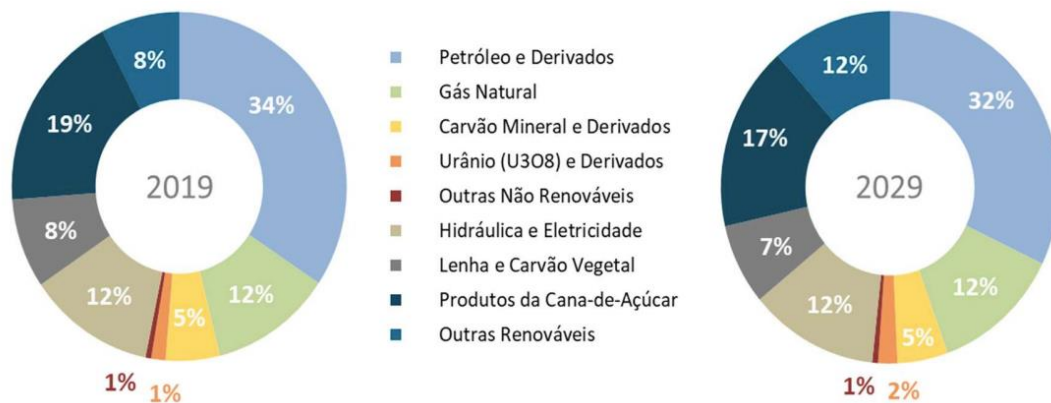 8%
34%
19%
2019
8%
12%
12%
5%
1%
1%
Petróleo e Derivados
Gás Natural
Carvão Mineral e Derivados
Urânio (U3O8) e Derivados
Outras Não Renováveis
Hidráulica e Eletricidade
Lenha e Carvão Vegetal
Produtos da Cana-de-Açúcar
Outras Renováveis
12%
32%
17%
2029
7%
12%
12%
5%
1%
2%